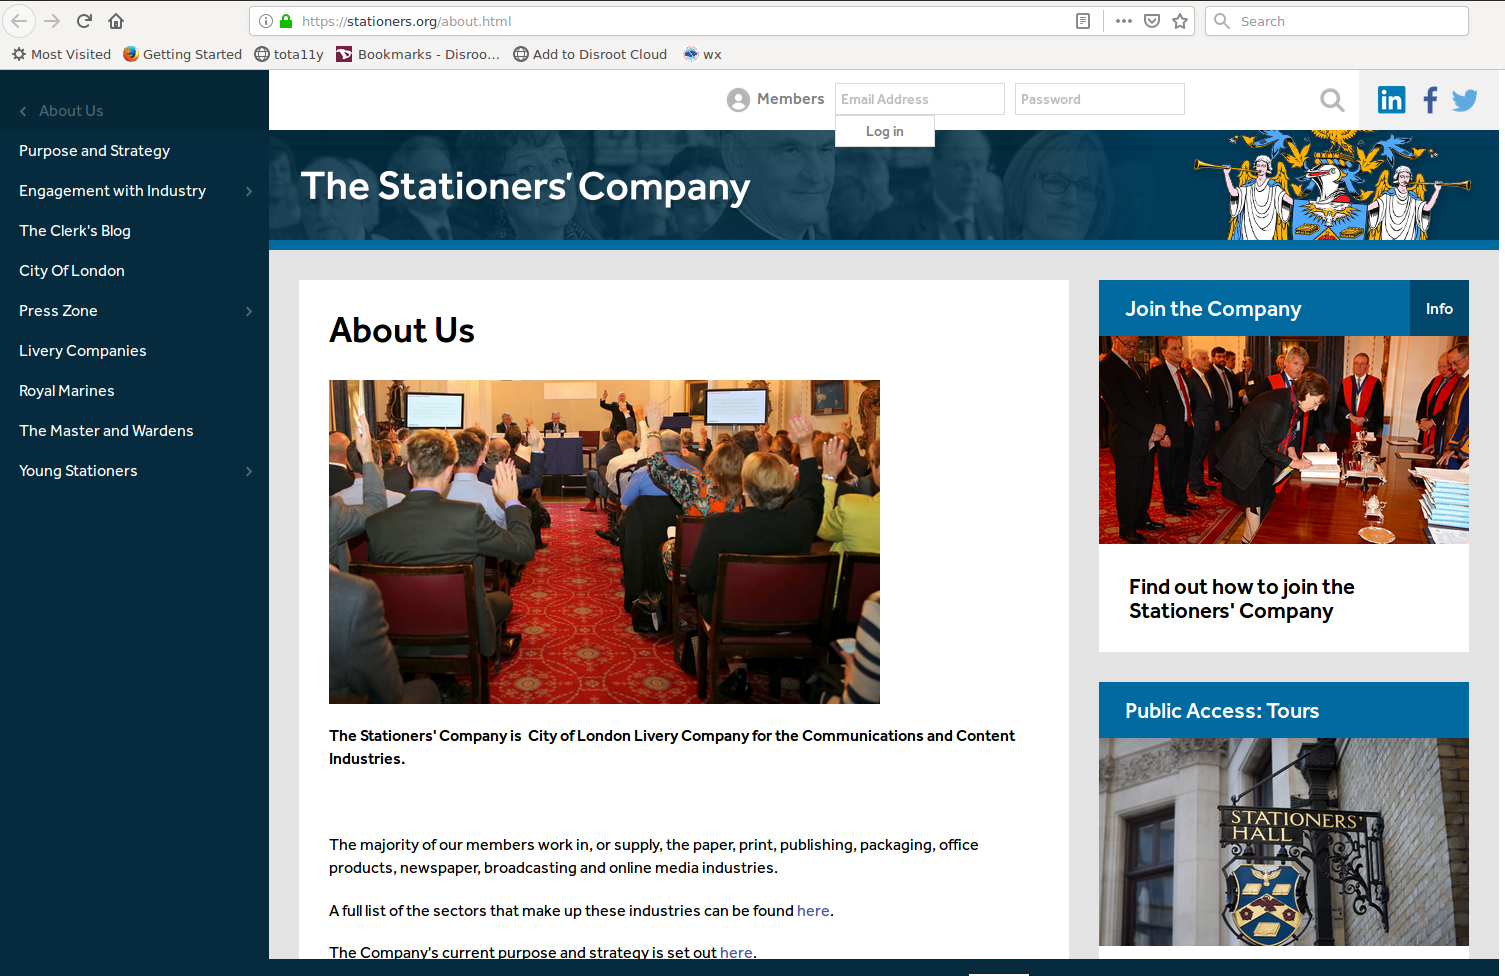 https://stationers.org/about.html
Search
Most Visited
Getting Started
tota11y
Bookmarks - Disroo...
Add to Disroot Cloud
wx
About Us
Purpose and Strategy
Engagement with Industry
The Clerk's Blog
City Of London
Press Zone
Livery Companies
Royal Marines
The Master and Wardens
Young Stationers
Members
Email Address
Password
Log in
The Stationers' Company
About Us
The Stationers' Company is  City of London Livery Company for the Communications and Content
Industries.
The majority of our members work in, or supply, the paper, print, publishing, packaging, office
products, newspaper, broadcasting and online media industries.
A full list of the sectors that make up these industries can be found here.
The Company's current purpose and strategy is set out here.
Join the Company
Info
Find out how to join the
Stationers' Company
Public Access: Tours
STATIONERS'
HALL